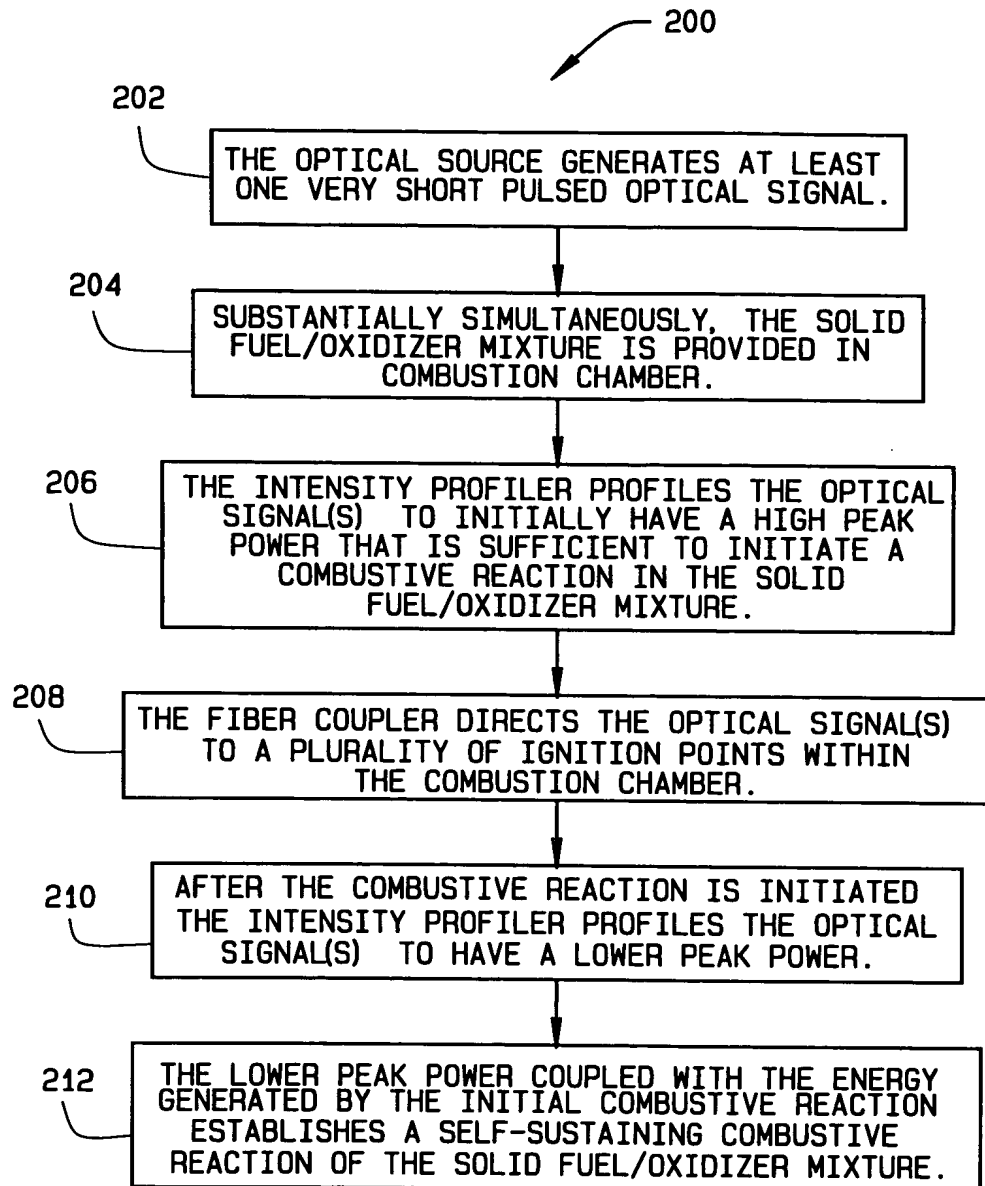 200
202
THE OPTICAL SOURCE GENERATES AT LEAST
ONE VERY SHORT PULSED OPTICAL SIGNAL.
204
SUBSTANTIALLY SIMULTANEOUSLY, THE SOLID
FUEL/OXIDIZER MIXTURE IS PROVIDED IN
COMBUSTION CHAMBER.
206
THE INTENSITY PROFILER PROFILES THE OPTICAL
SIGNAL(S) TO INITIALLY HAVE A HIGH PEAK
POWER THAT IS SUFFICIENT TO INITIATE A
COMBUSTIVE REACTION IN THE SOLID
FUEL/OXIDIZER MIXTURE.
208
THE FIBER COUPLER DIRECTS THE OPTICAL SIGNAL(S)
TO A PLURALITY OF IGNITION POINTS WITHIN
THE COMBUSTION CHAMBER.
210
AFTER THE COMBUSTIVE REACTION IS INITIATED
THE INTENSITY PROFILER PROFILES THE OPTICAL
SIGNAL(S) TO HAVE A LOWER PEAK POWER.
212
THE LOWER PEAK POWER COUPLED WITH THE ENERGY
GENERATED BY THE INITIAL COMBUSTIVE REACTION
ESTABLISHES A SELF-SUSTAINING COMBUSTIVE
REACTION OF THE SOLID FUEL/OXIDIZER MIXTURE.